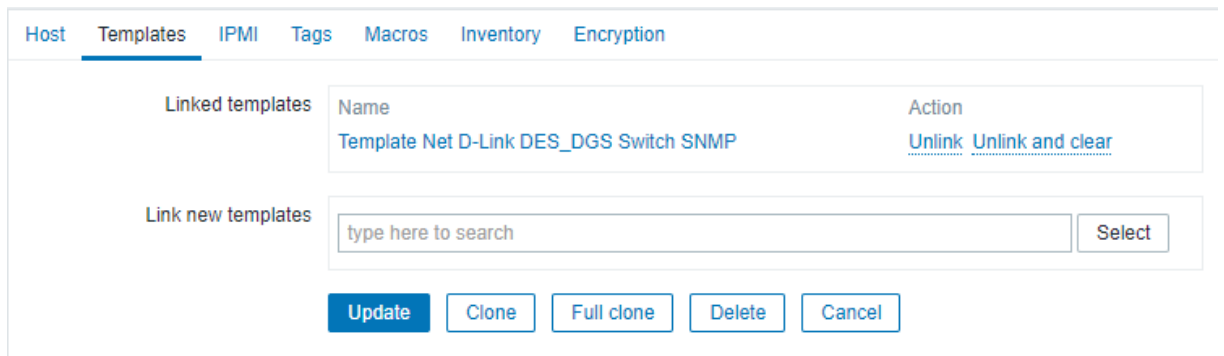 Host Templates IPMI Tags Macros Inventory Encryption
Linked templates Name Action
Template Net D-Link DES_DGS Switch SNMP Unlink Unlink and clear
Link new templates
type here to search Select
Update Clone Full clone Delete Cancel